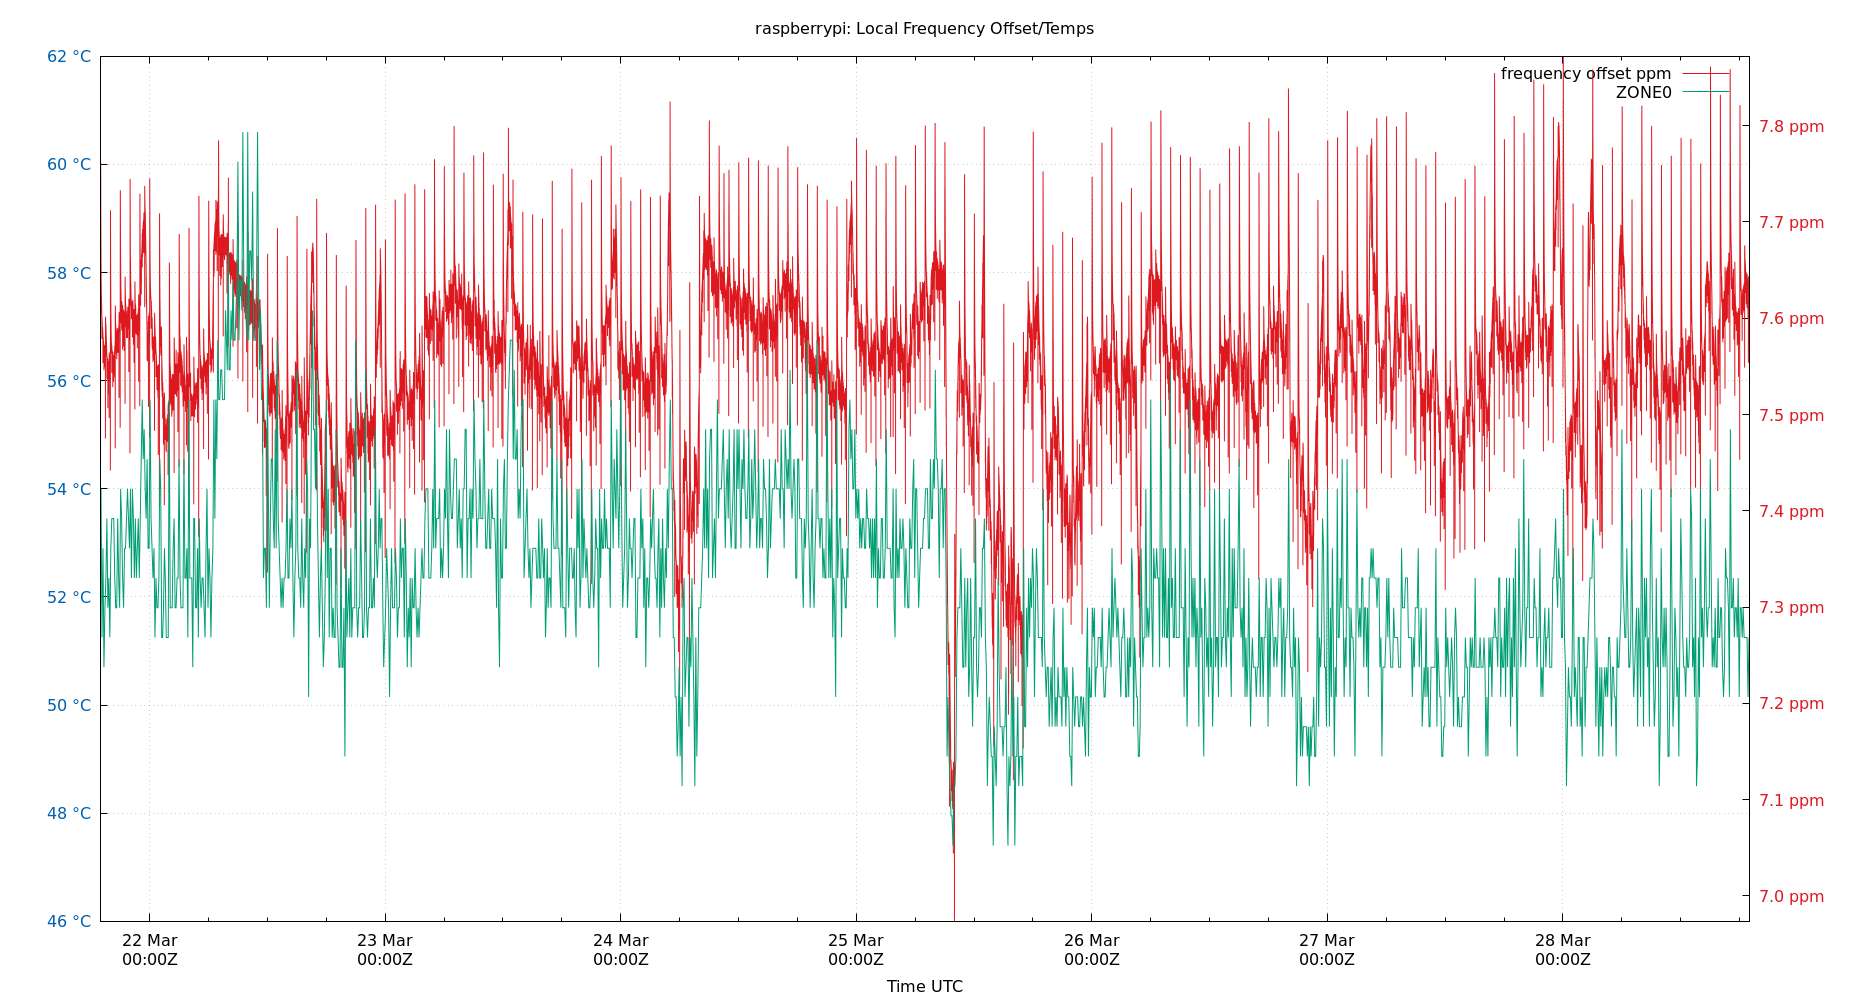 raspberrypi: Local Frequency Offset/Temps
62 °C
60 °C
58 °C
56 °C
54 °C
52 °C
50 °C
48 °C
46 °C
frequency offset ppm
ZONE0
7.8 ppm
7.7 ppm
7.6 ppm
7.5 ppm
7.4 ppm
7.3 ppm
7.2 ppm
7.1 ppm
7.0 ppm
22 Mar
00:00Z
23 Mar
00:00Z
24 Mar
00:00Z
25 Mar
00:00Z
26 Mar
00:00Z
27 Mar
00:00Z
28 Mar
00:00Z
Time UTC